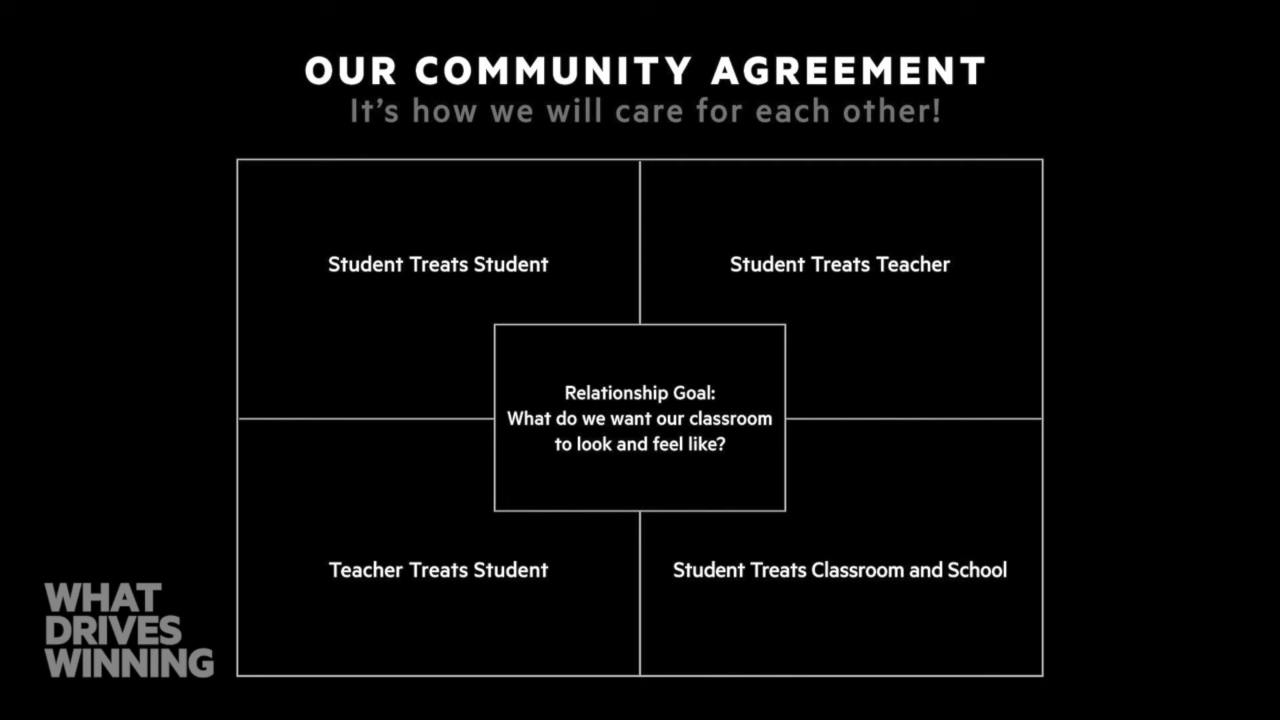 OUR COMMUNITY AGREEMENT
It's how we will care for each other!
Student Treats Student
Student Treats Teacher
Relationship Goal:
What do we want our classroom
to look and feel like?
Teacher Treats Student
Student Treats Classroom and School
WHAT
DRIVES
WINNING